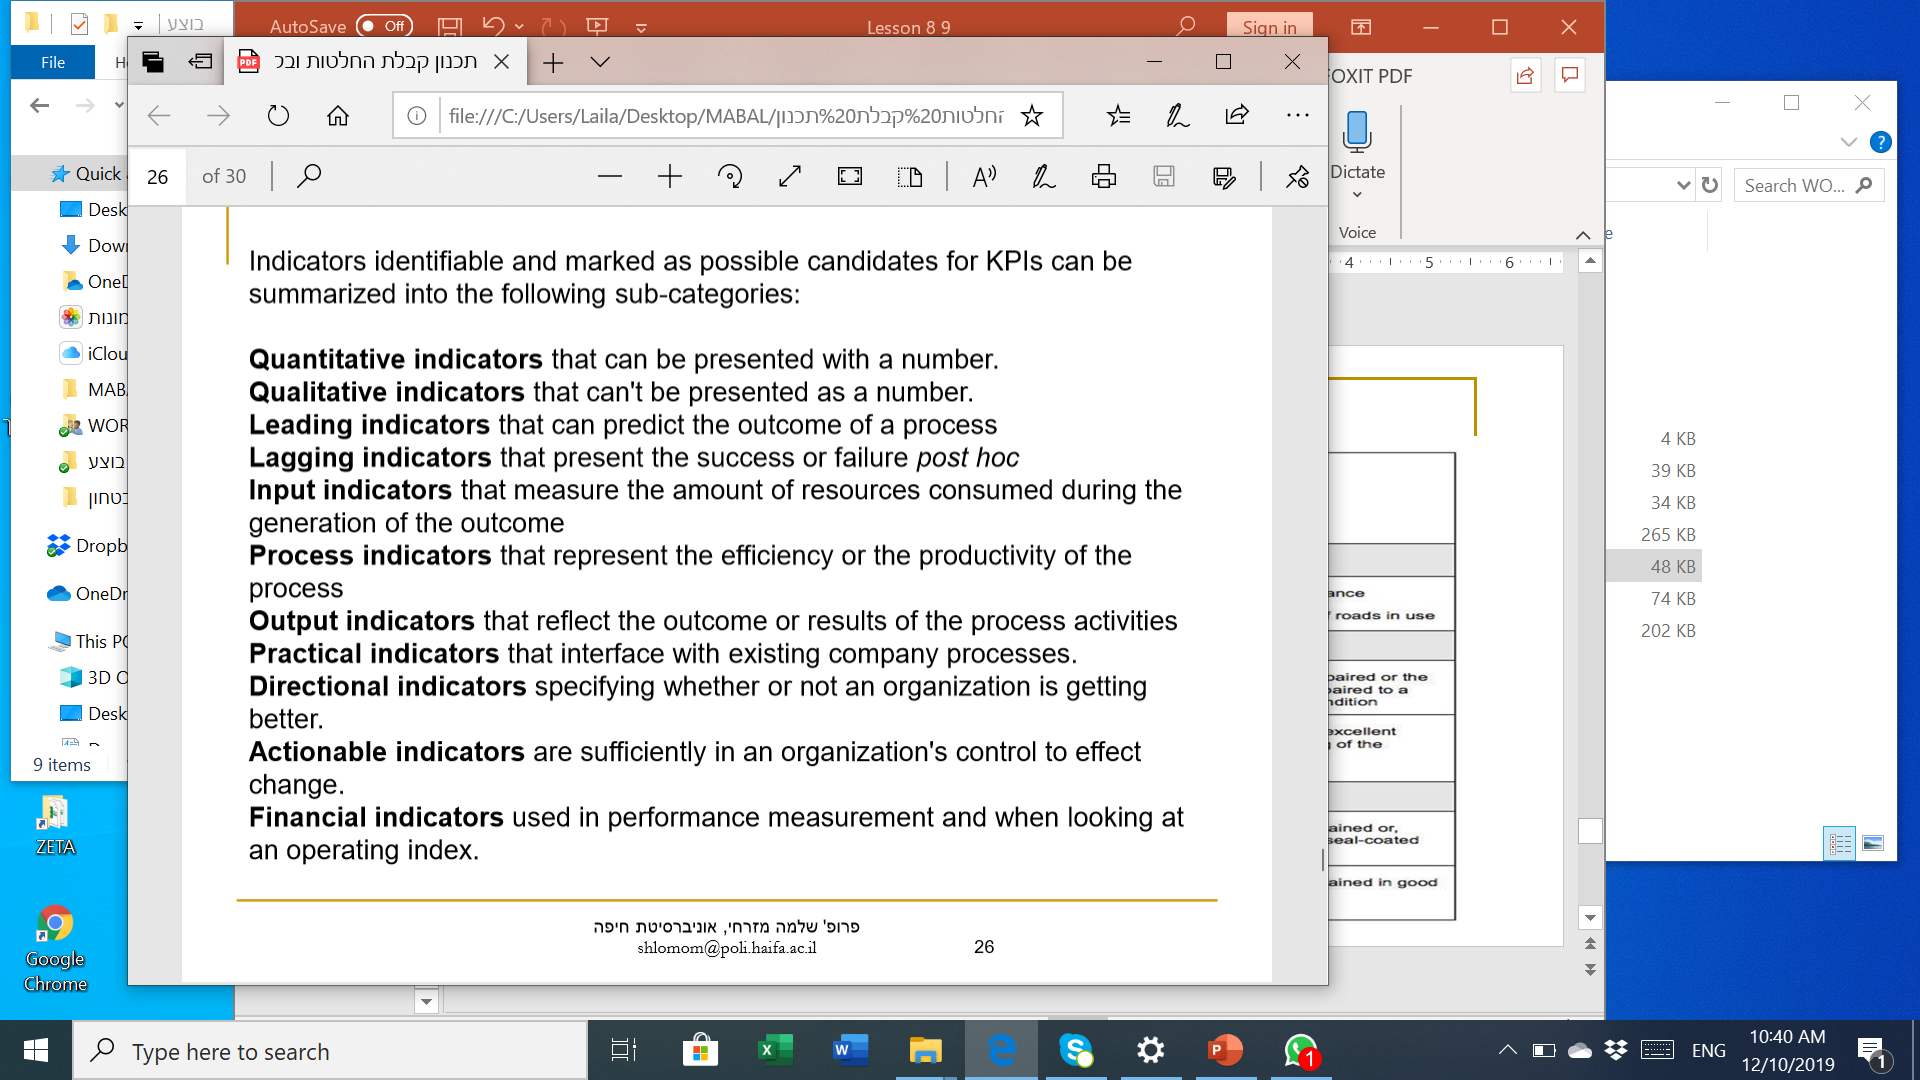 בוצע
AutoSave Off
Lesson 8 9
Sign in
File
תכנון קבלת החלטות ובכ
FOXIT PDF
file:///C:/Users/Laila/Desktop/MABAL/תכנון%20קבלת%20החלטות
Dictate
Voice
26 of 30
Search WO...
Quick
Desk
Dow
OneD
מונות
iClou
MAB
WOR
בוצע
בטחון
Dropb
OneDr
This PC
3D O
Desk
9 items
Indicators identifiable and marked as possible candidates for KPIs can be
summarized into the following sub-categories:
Quantitative indicators that can be presented with a number.
Qualitative indicators that can't be presented as a number.
Leading indicators that can predict the outcome of a process
Lagging indicators that present the success or failure post hoc
Input indicators that measure the amount of resources consumed during the
generation of the outcome
Process indicators that represent the efficiency or the productivity of the
process
Output indicators that reflect the outcome or results of the process activities
Practical indicators that interface with existing company processes.
Directional indicators specifying whether or not an organization is getting
better.
Actionable indicators are sufficiently in an organization's control to effect
change.
Financial indicators used in performance measurement and when looking at
an operating index.
פרופ' שלמה מזרחי, אוניברסיטת חיפה
shlomom@poli.haifa.ac.il
26
4 5 6
ance
roads in use
paired or the
paired to a
ndition
excellent
of the
ained or,
seal-coated
ained in good
4 KB
39 KB
34 KB
265 KB
48 KB
74 KB
202 KB
ZETA
Google
Chrome
Type here to search
1
ENG
10:40 AM
12/10/2019
1